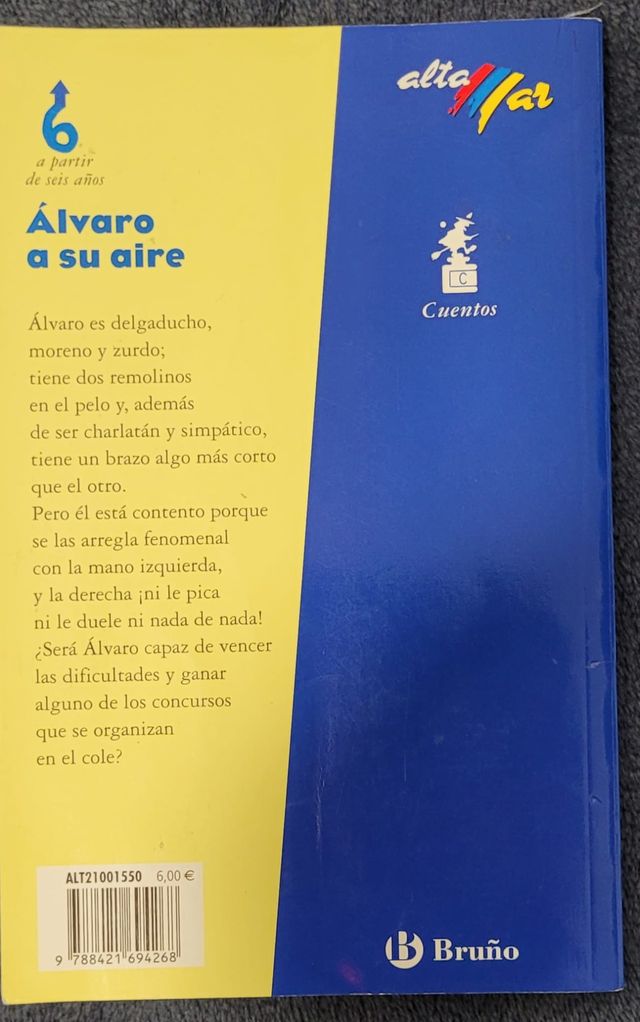 6
a partir
de seis años
Álvaro
a su aire
Álvaro es delgaducho,
moreno y zurdo;
tiene dos remolinos
en el pelo y, además
de ser charlatán y simpático,
tiene un brazo algo más corto
que el otro.
Pero él está contento porque
se las arregla fenomenal
con la mano izquierda,
y la derecha ¡ni le pica
ni le duele ni nada de nada!
¿Será Álvaro capaz de vencer
las dificultades y ganar
alguno de los concursos
que se organizan
en el cole?
ALT21001550 6,00 €
9 788421 694268
alta Mar
C
Cuentos
B Bruño